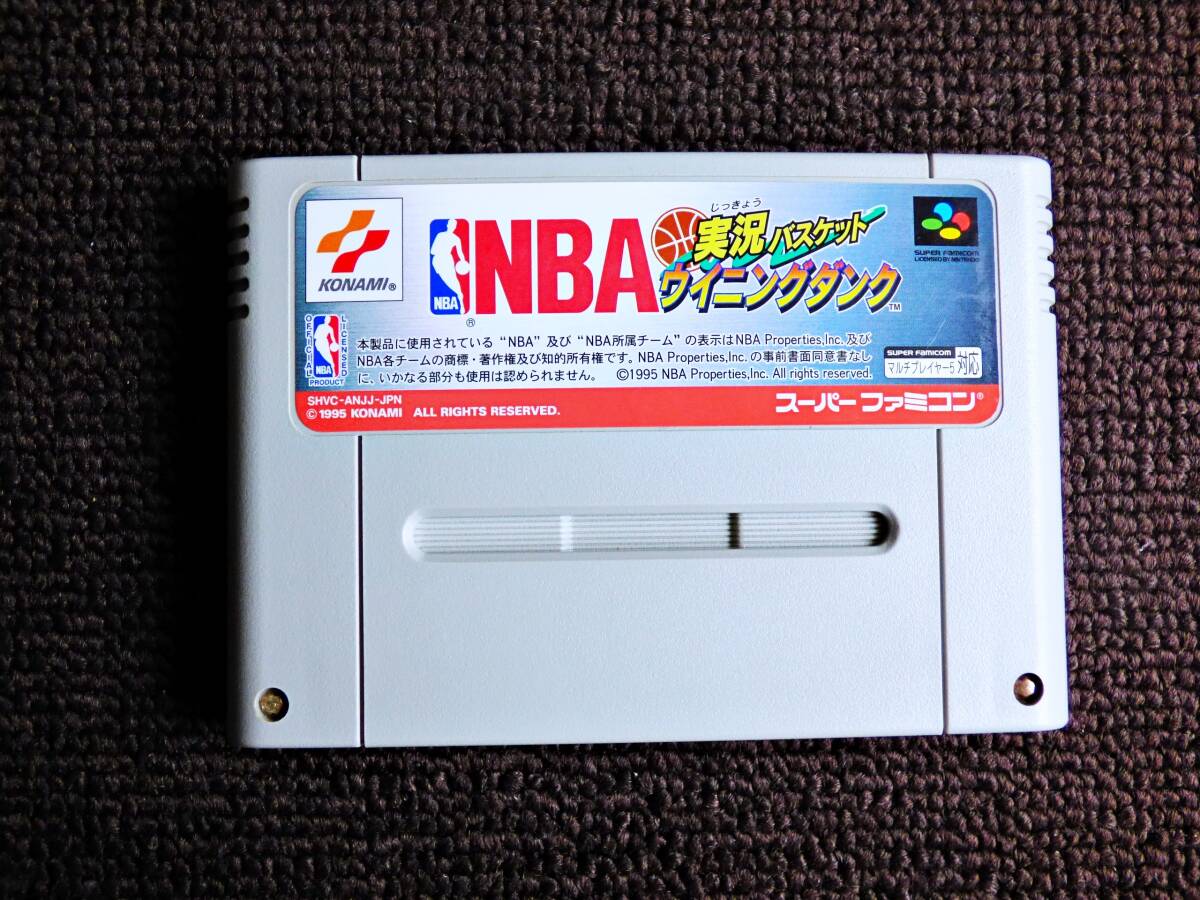 KONAMI®
NBA
®
NBA
じっきょう
実況バスケット
ウイニングダンク™
SUPER FAMICOM
LICENSED BY NINTENDO
OFFICIAL
LICENSED
NBA
PRODUCT
本製品に使用されている“NBA”及び“NBA所属チーム”の表示はNBA Properties,Inc.及び
NBA各チームの商標・著作権及び知的所有権です。NBA Properties,Inc.の事前書面同意書なし
に、いかなる部分も使用は認められません。 ©1995 NBA Properties,Inc. All rights reserved.
SUPER FAMICOM
マルチプレイヤー5対応
SHVC-ANJJ-JPN
©1995 KONAMI ALL RIGHTS RESERVED.
スーパーファミコン®